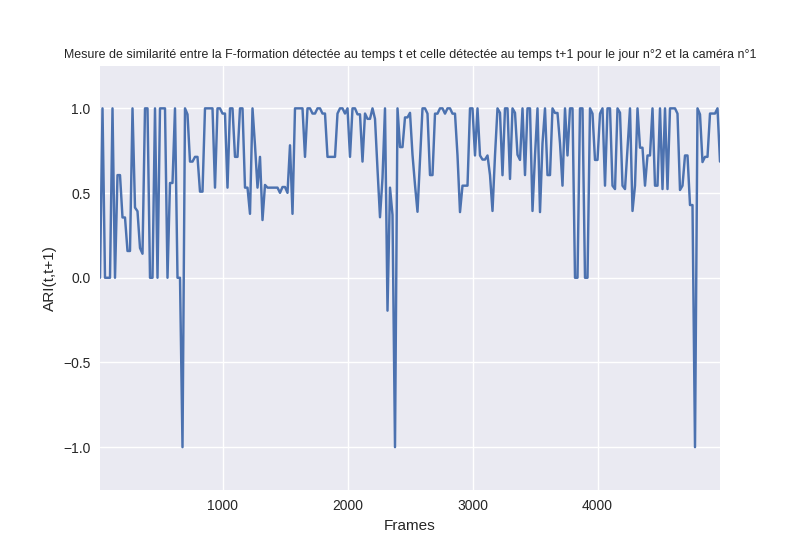 Mesure de similarité entre la F-formation détectée au temps t et celle détectée au temps t+1 pour le jour n°2 et la caméra n°1
1.0
0.5
0.0
−0.5
−1.0
ARI(t,t+1)
1000 2000 3000 4000
Frames